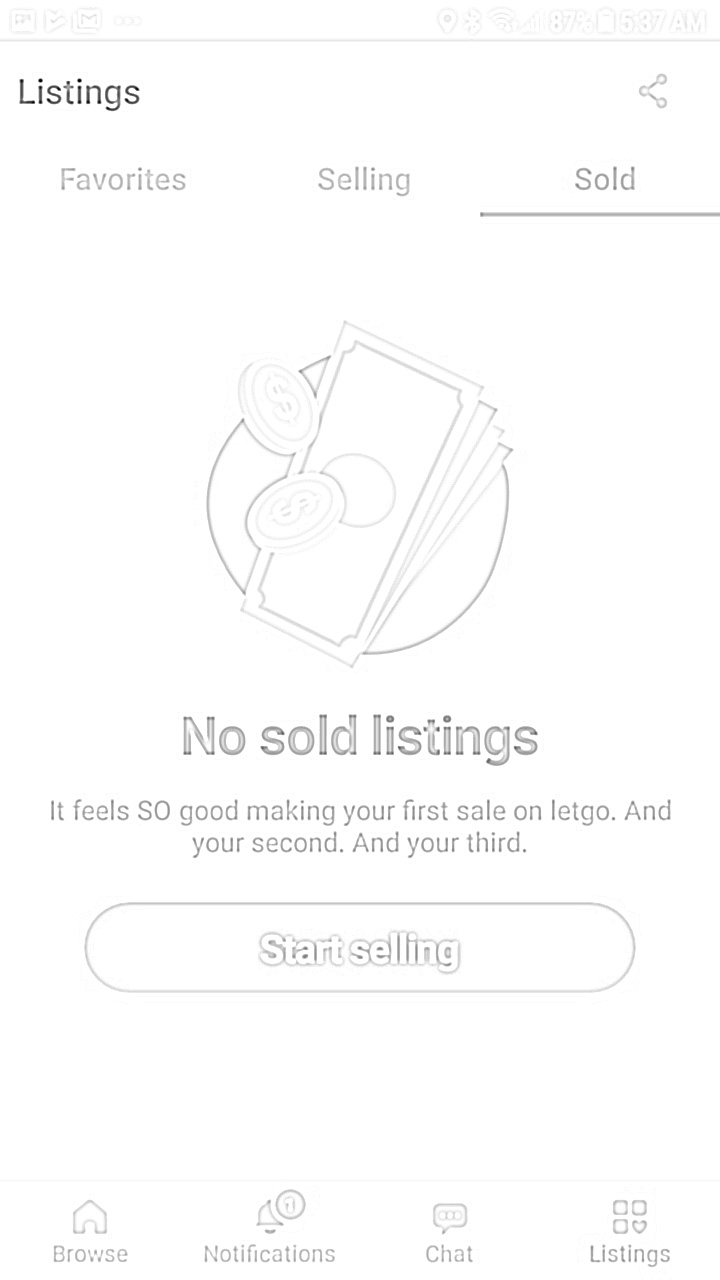 87% 5:37 AM
Listings
Favorites Selling Sold
$
$
No sold listings
It feels SO good making your first sale on letgo. And
your second. And your third.
Start selling
1
Browse Notifications Chat Listings